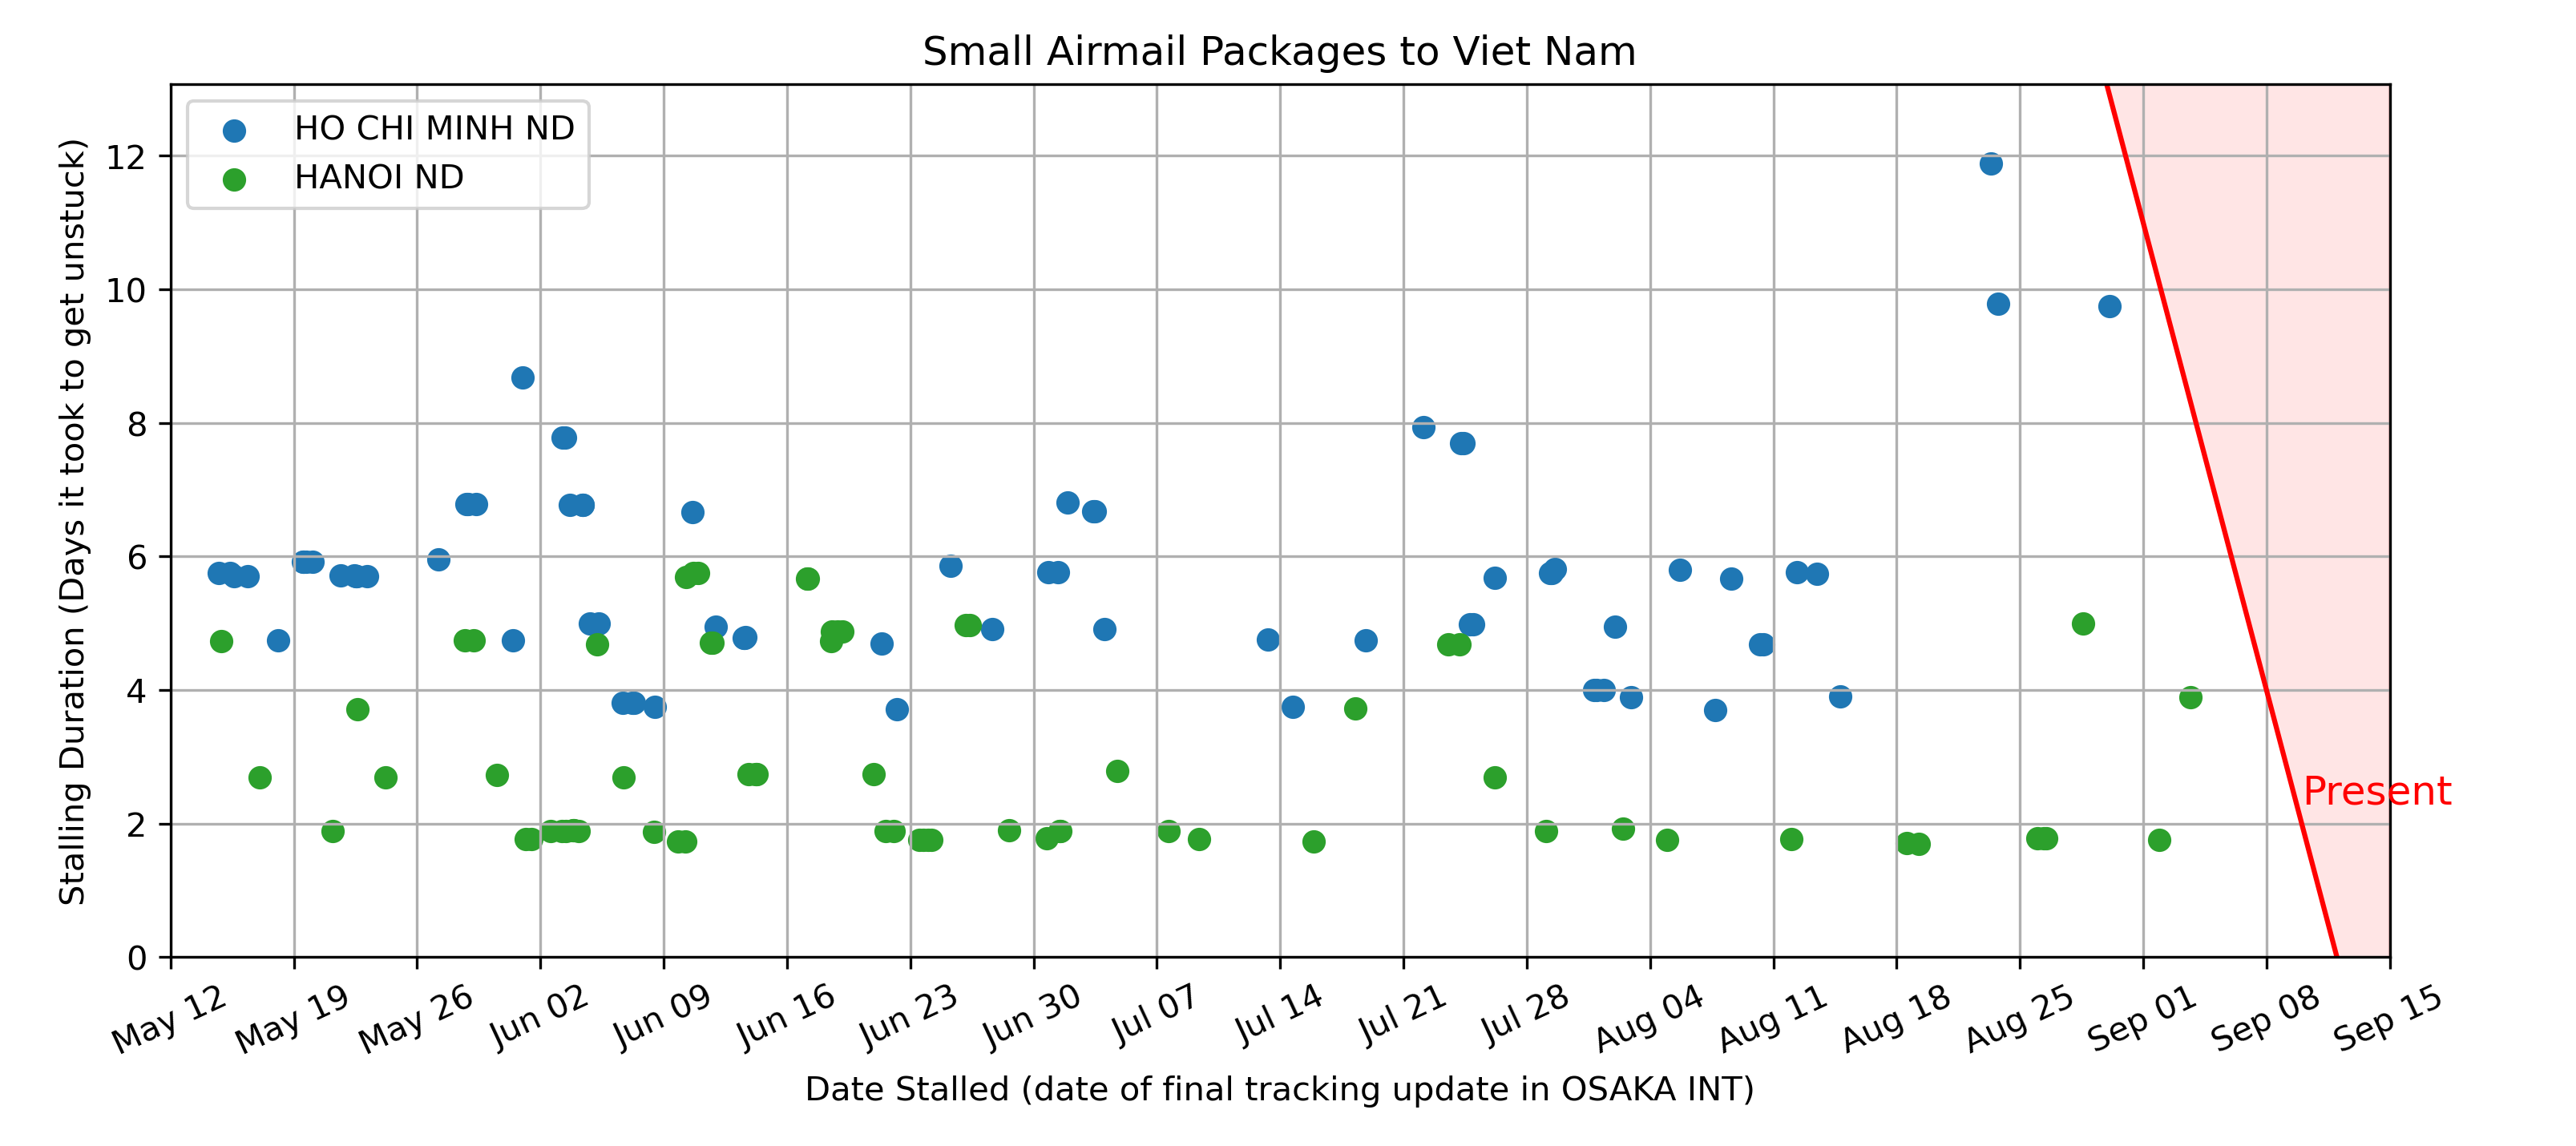 Small Airmail Packages to Viet Nam
HO CHI MINH ND
HANOI ND
Stalling Duration (Days it took to get unstuck)
12
10
8
6
4
2
0
Present
May 12
May 19
May 26
Jun 02
Jun 09
Jun 16
Jun 23
Jun 30
Jul 07
Jul 14
Jul 21
Jul 28
Aug 04
Aug 11
Aug 18
Aug 25
Sep 01
Sep 08
Sep 15
Date Stalled (date of final tracking update in OSAKA INT)